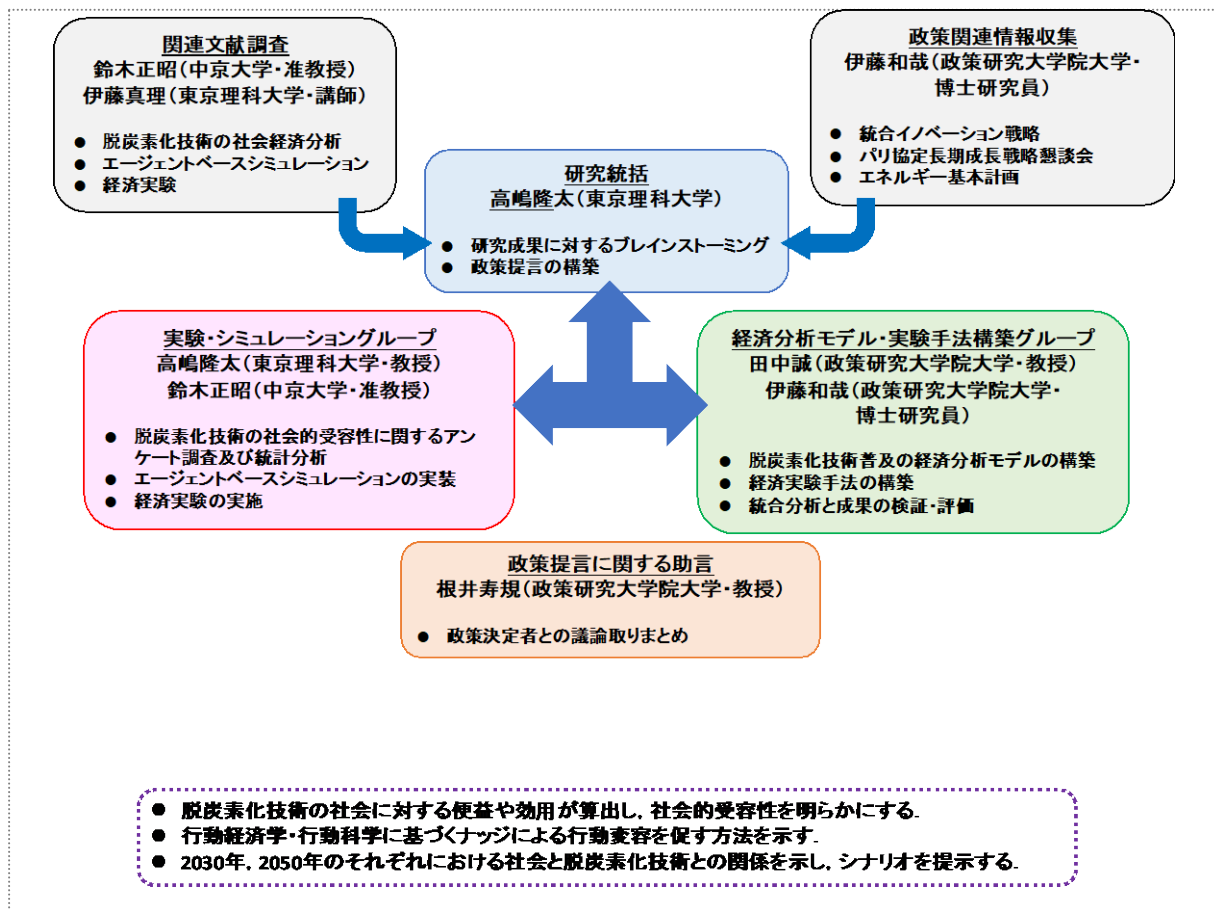 関連文献調査
鈴木正昭(中京大学・准教授)
伊藤真理(東京理科大学・講師)
● 脱炭素化技術の社会経済分析
● エージェントベースシミュレーション
● 経済実験
政策関連情報収集
伊藤和哉(政策研究大学院大学・
博士研究員)
● 統合イノベーション戦略
● パリ協定長期成長戦略懇談会
● エネルギー基本計画
研究統括
高嶋隆太(東京理科大学)
● 研究成果に対するブレインストーミング
● 政策提言の構築
実験・シミュレーショングループ
高嶋隆太(東京理科大学・教授)
鈴木正昭(中京大学・准教授)
● 脱炭素化技術の社会的受容性に関するアン
ケート調査及び統計分析
● エージェントベースシミュレーションの実装
● 経済実験の実施
経済分析モデル・実験手法構築グループ
田中誠(政策研究大学院大学・教授)
伊藤和哉(政策研究大学院大学・
博士研究員)
● 脱炭素化技術普及の経済分析モデルの構築
● 経済実験手法の構築
● 統合分析と成果の検証・評価
政策提言に関する助言
根井寿規(政策研究大学院大学・教授)
● 政策決定者との議論取りまとめ
● 脱炭素化技術の社会に対する便益や効用が算出し，社会的受容性を明らかにする．
● 行動経済学・行動科学に基づくナッジによる行動変容を促す方法を示す．
● 2030年，2050年のそれぞれにおける社会と脱炭素化技術との関係を示し，シナリオを提示する．